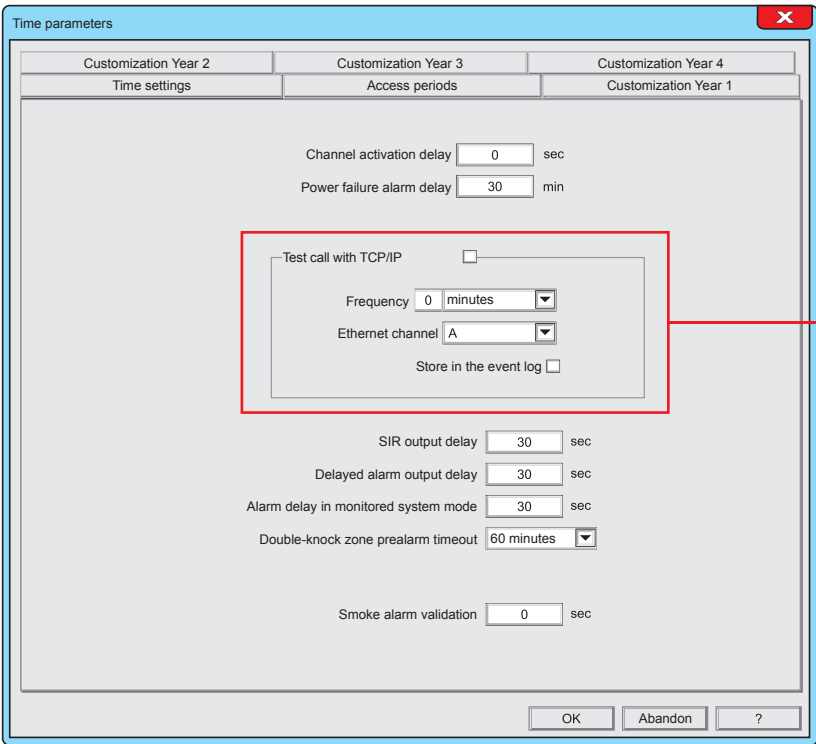 Time parameters
X
Customization Year 2 Customization Year 3 Customization Year 4
Time settings Access periods Customization Year 1
Channel activation delay 0 sec
Power failure alarm delay 30 min
Test call with TCP/IP
Frequency 0 minutes
Ethernet channel A
Store in the event log
SIR output delay 30 sec
Delayed alarm output delay 30 sec
Alarm delay in monitored system mode 30 sec
Double-knock zone prealarm timeout 60 minutes
Smoke alarm validation 0 sec
OK Abandon ?